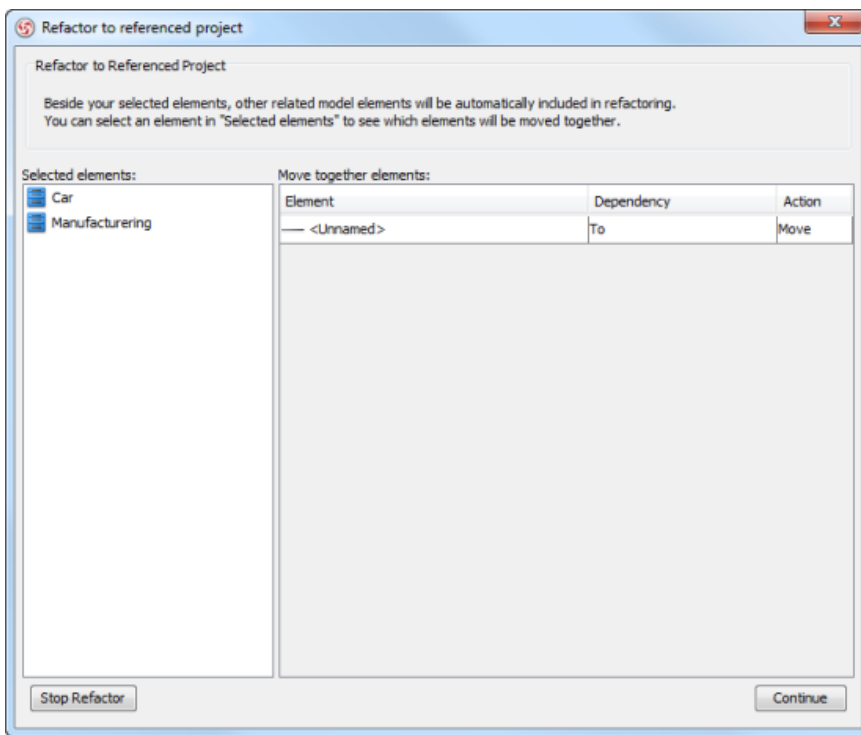 Refactor to referenced project
Refactor to Referenced Project
Beside your selected elements, other related model elements will be automatically included in refactoring.
You can select an element in "Selected elements" to see which elements will be moved together.
Selected elements: Move together elements:
Car
Manufacturering
Element Dependency Action
<Unnamed> To Move
Stop Refactor Continue